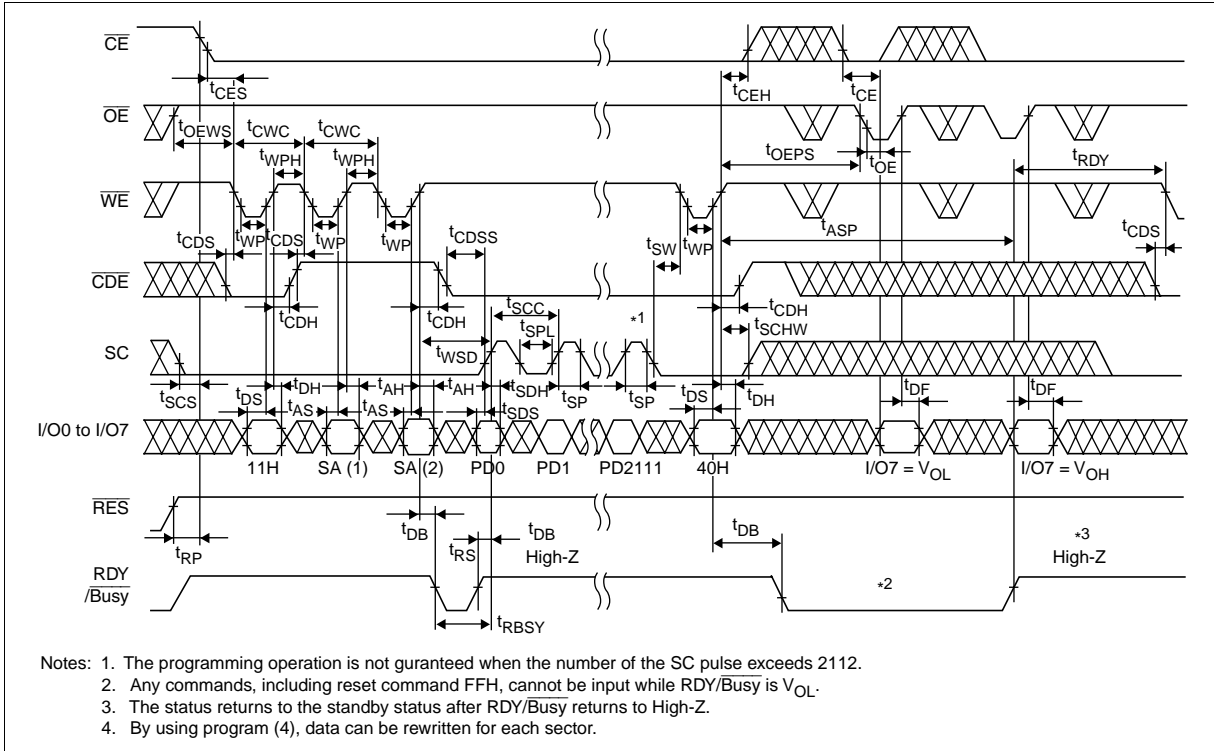 CE
tCES
tCEH
tCE
OE
tOEWS
tCWC
tCWC
tWPH
tWPH
tOEPS
tOE
tRDY
WE
tCDS
tWP
tCDS
tWP
tWP
tCDSS
tSW
tWP
tASP
tCDS
CDE
tCDH
tCDH
tSCC
tSPL
*1
tCDH
tSCHW
SC
tWSD
tSCS
tDS
tDH
tAS
tAH
tAS
tAH
tSDH
tSDS
tSP
tSP
tDS
tDH
tDF
tDF
I/O0 to I/O7
11H
SA (1)
SA (2)
PD0
PD1
PD2111
40H
I/O7 = VOL
I/O7 = VOH
RES
tRP
tDB
tRS
tDB
High-Z
tDB
*3
High-Z
RDY
/Busy
*2
tRBSY
Notes: 1. The programming operation is not guranteed when the number of the SC pulse exceeds 2112.
2. Any commands, including reset command FFH, cannot be input while RDY/Busy is VOL.
3. The status returns to the standby status after RDY/Busy returns to High-Z.
4. By using program (4), data can be rewritten for each sector.